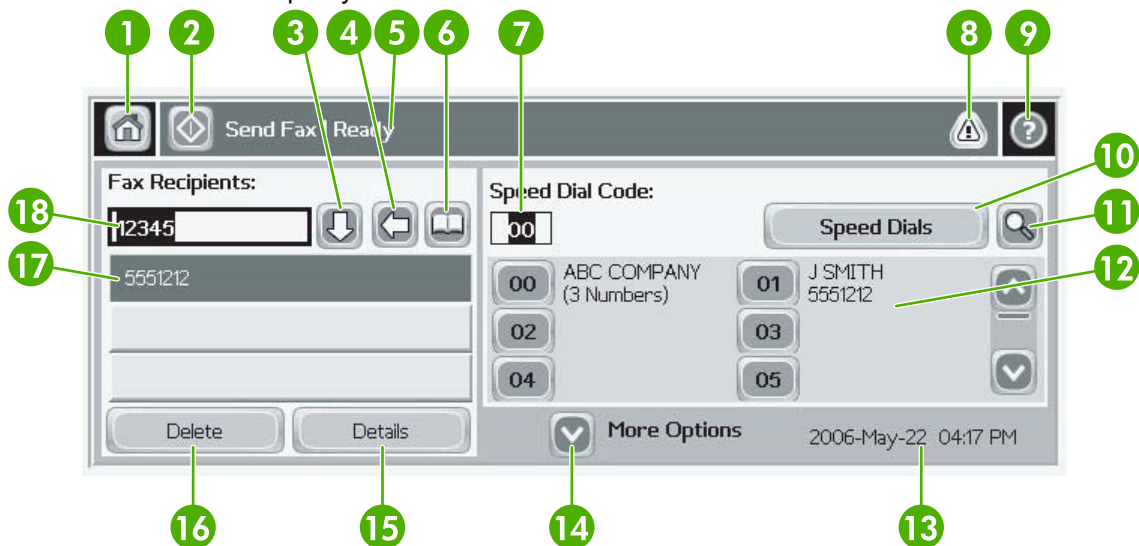 1 2 3 4 5 6 7 8 9
Send Fax | Ready
?
10
Fax Recipients:
Speed Dial Code:
18
12345
00
Speed Dials
11
17
5551212
00 ABC COMPANY
(3 Numbers)
01 J SMITH
5551212
12
02
03
04
05
Delete
Details
More Options
2006-May-22 04:17 PM
16 15 14 13